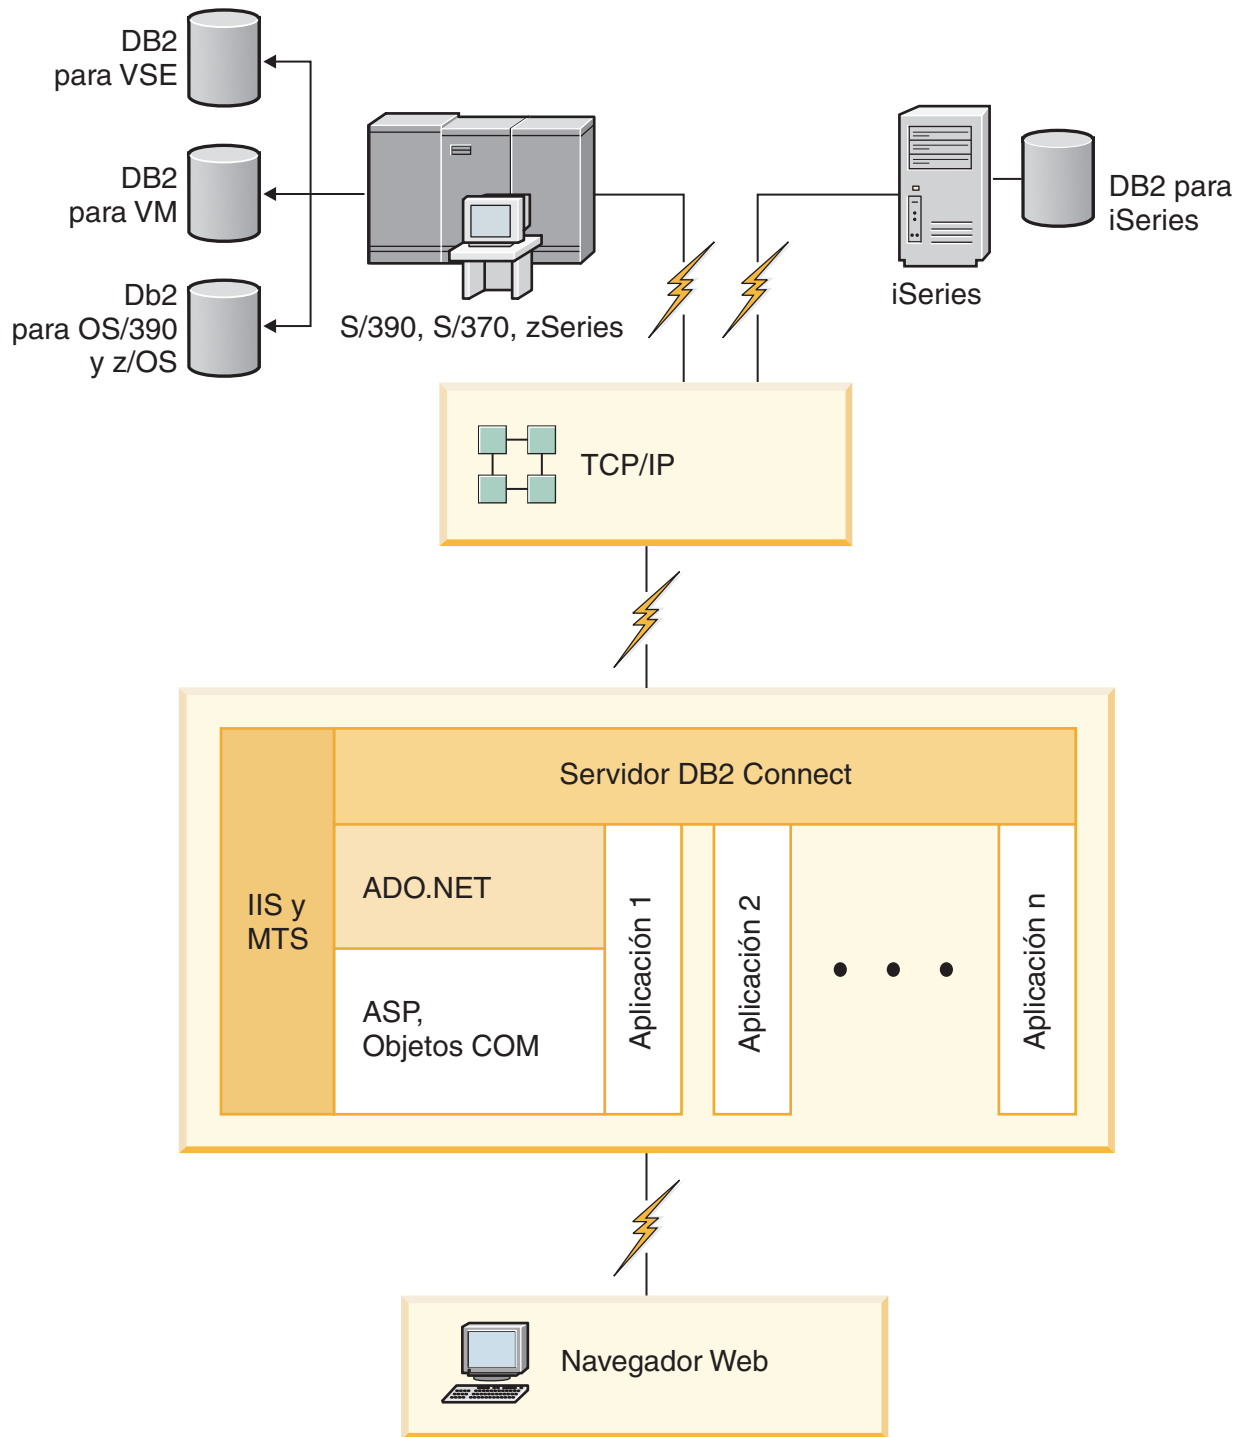 DB2
para VSE
DB2
para VM
Db2
para OS/390
y z/OS
S/390, S/370, zSeries
DB2 para
iSeries
iSeries
TCP/IP
Servidor DB2 Connect
IIS y
MTS
ADO.NET
ASP,
Objetos COM
Aplicación 1
Aplicación 2
Aplicación n
Navegador Web